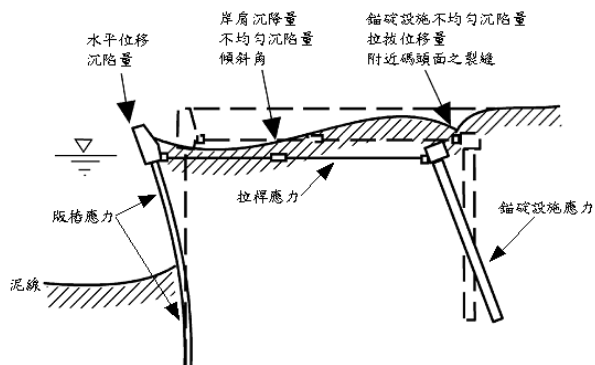 水平位移
沉陷量
岸肩沉降量
不均勻沉陷量
傾斜角
錨碇設施不均勻沉陷量
拉拔位移量
附近碼頭面之裂縫
版樁應力
拉桿應力
錨碇設施應力
泥線